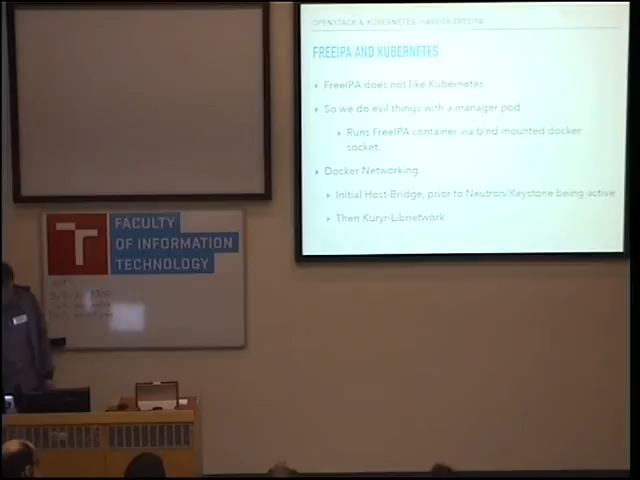 OPENSTACK & KUBERNETES: HARBOR FREEIPA
FREEIPA AND KUBERNETES
FreeIPA does not like Kubernetes
So we do evil things with a manager pod
Runs FreeIPA container via bind mounted docker
socket.
Docker Networking
Initial Host-Bridge, prior to Neutron/Keystone being active
Then Kuryr-Libnetwork
T
FACULTY
OF INFORMATION
TECHNOLOGY